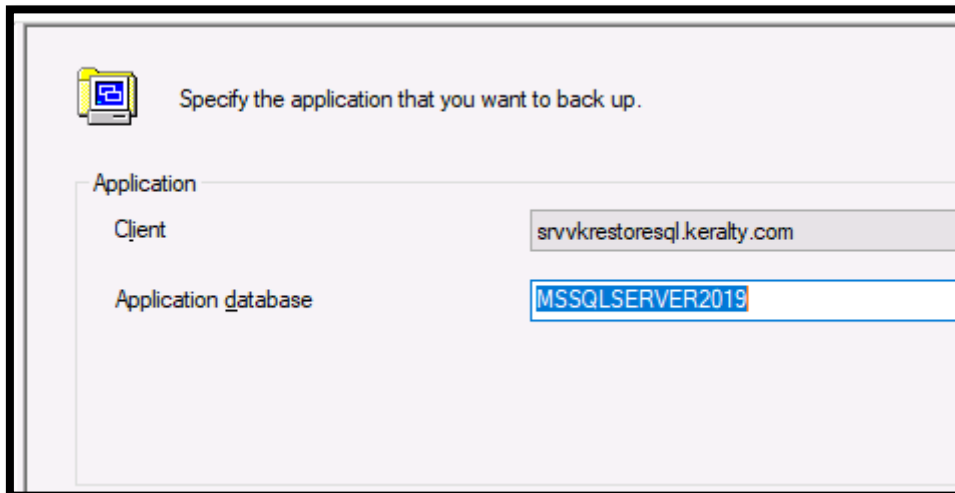 Specify the application that you want to back up.
Application
Client
srvvkrestoresql.keralty.com
Application database
MSSQLSERVER2019